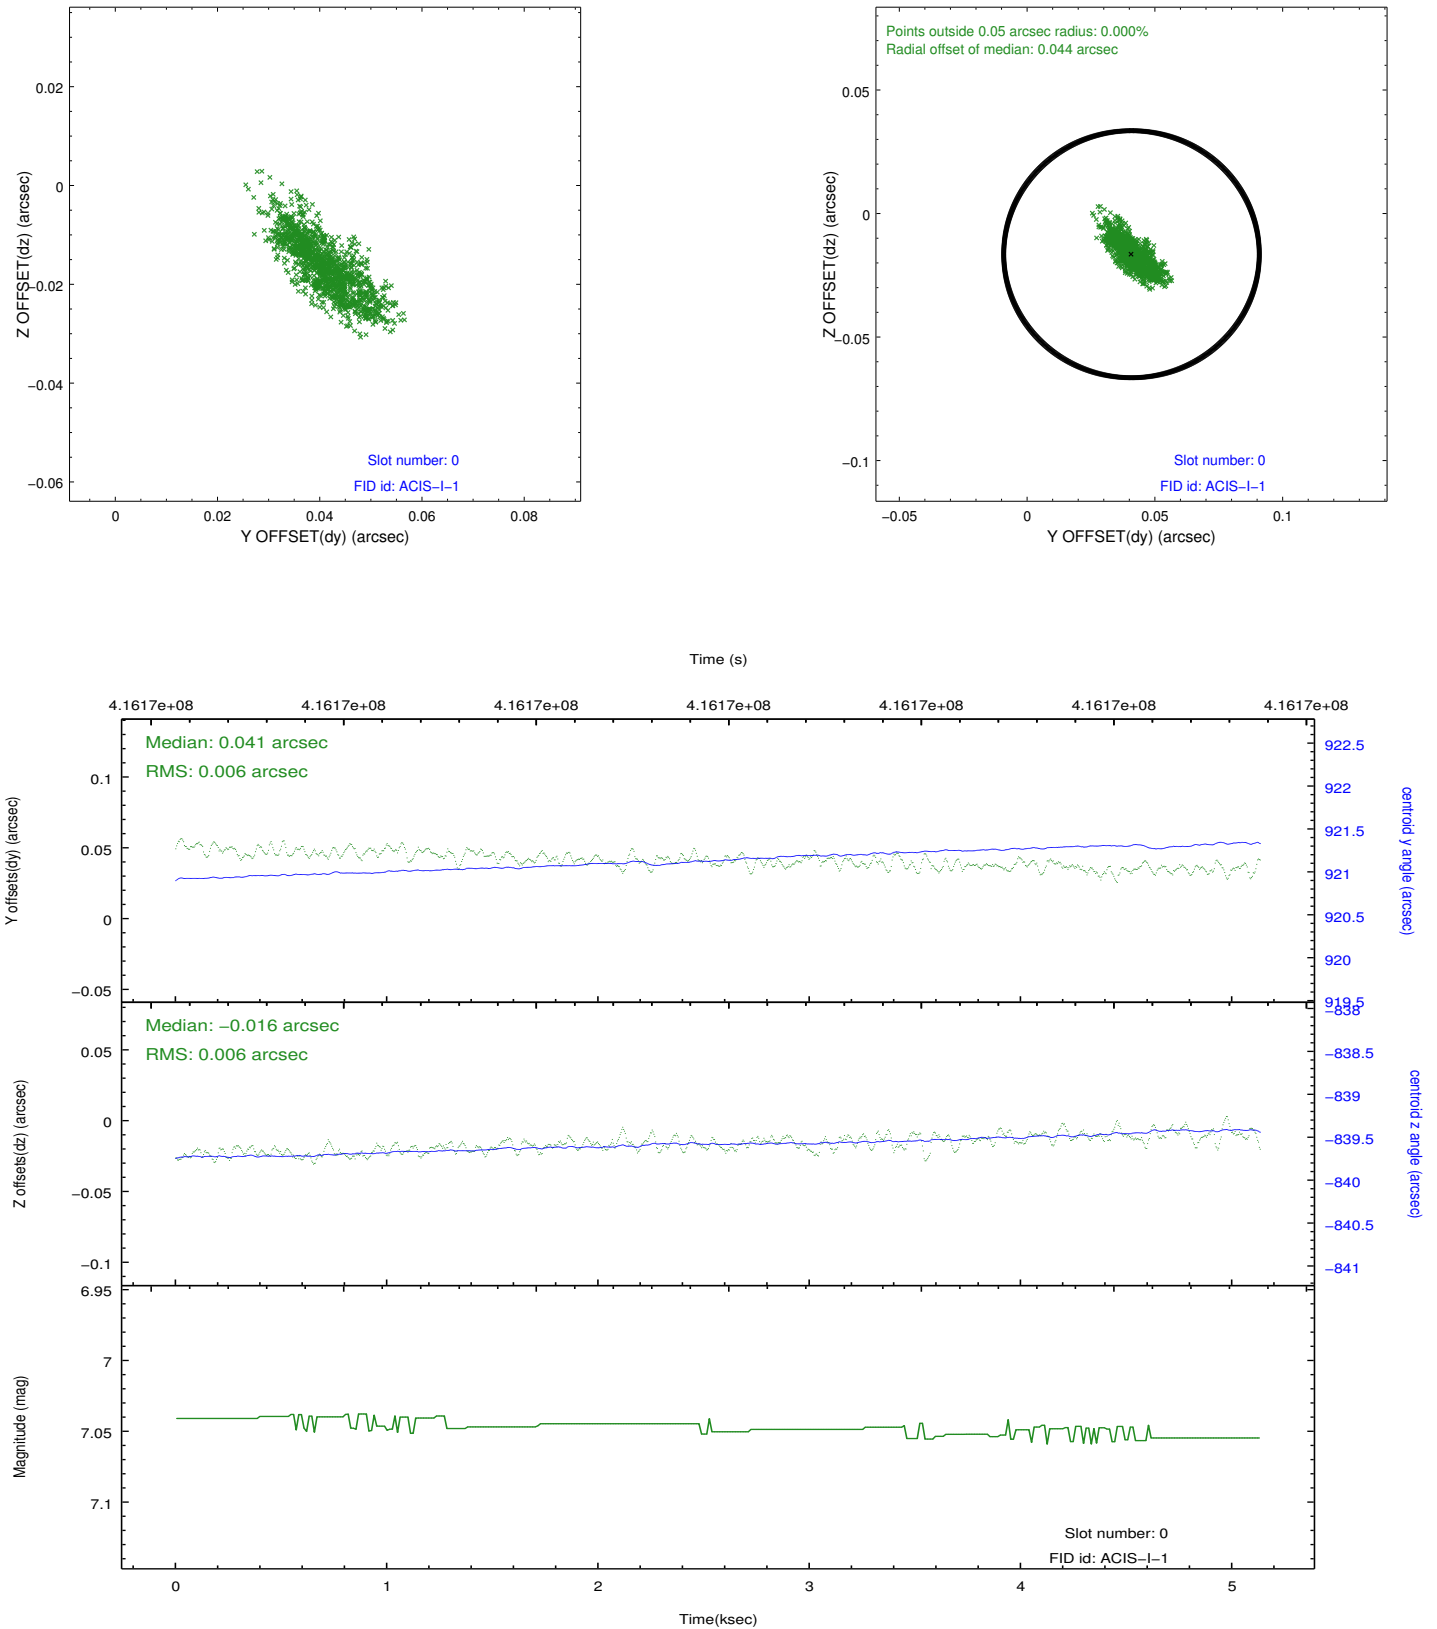 0.02
0
−0.02
−0.04
−0.06
Z OFFSET(dz) (arcsec)
Slot number: 0
FID id: ACIS−I−1
0
0.02
0.04
0.06
0.08
Y OFFSET(dy) (arcsec)
Points outside 0.05 arcsec radius: 0.000%
Radial offset of median: 0.044 arcsec
0.05
0
−0.05
−0.1
Z OFFSET(dz) (arcsec)
Slot number: 0
FID id: ACIS−I−1
−0.05
0
0.05
0.1
Y OFFSET(dy) (arcsec)
Time (s)
4.1617e+08
4.1617e+08
4.1617e+08
4.1617e+08
4.1617e+08
4.1617e+08
4.1617e+08
Median: 0.041 arcsec
RMS: 0.006 arcsec
0.1
0.05
0
−0.05
Y offsets(dy) (arcsec)
922.5
922
921.5
921
920.5
920
919.5
centroid y angle (arcsec)
Median: −0.016 arcsec
RMS: 0.006 arcsec
0.05
0
−0.05
−0.1
Z offsets(dz) (arcsec)
−838
−838.5
−839
−839.5
−840
−840.5
−841
centroid z angle (arcsec)
6.95
7
7.05
7.1
Magnitude (mag)
Slot number: 0
FID id: ACIS−I−1
0
1
2
3
4
5
Time(ksec)